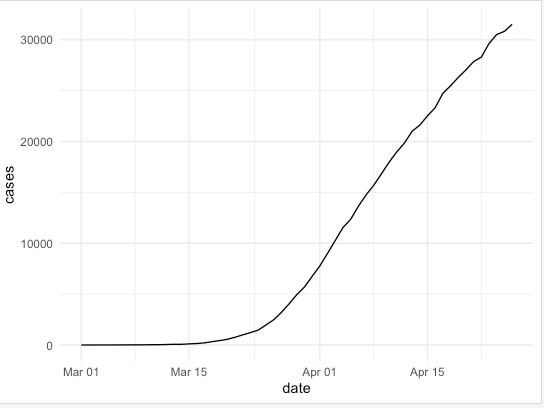 30000
20000
cases
10000
0
Mar 01
Mar 15
Apr 01
Apr 15
date